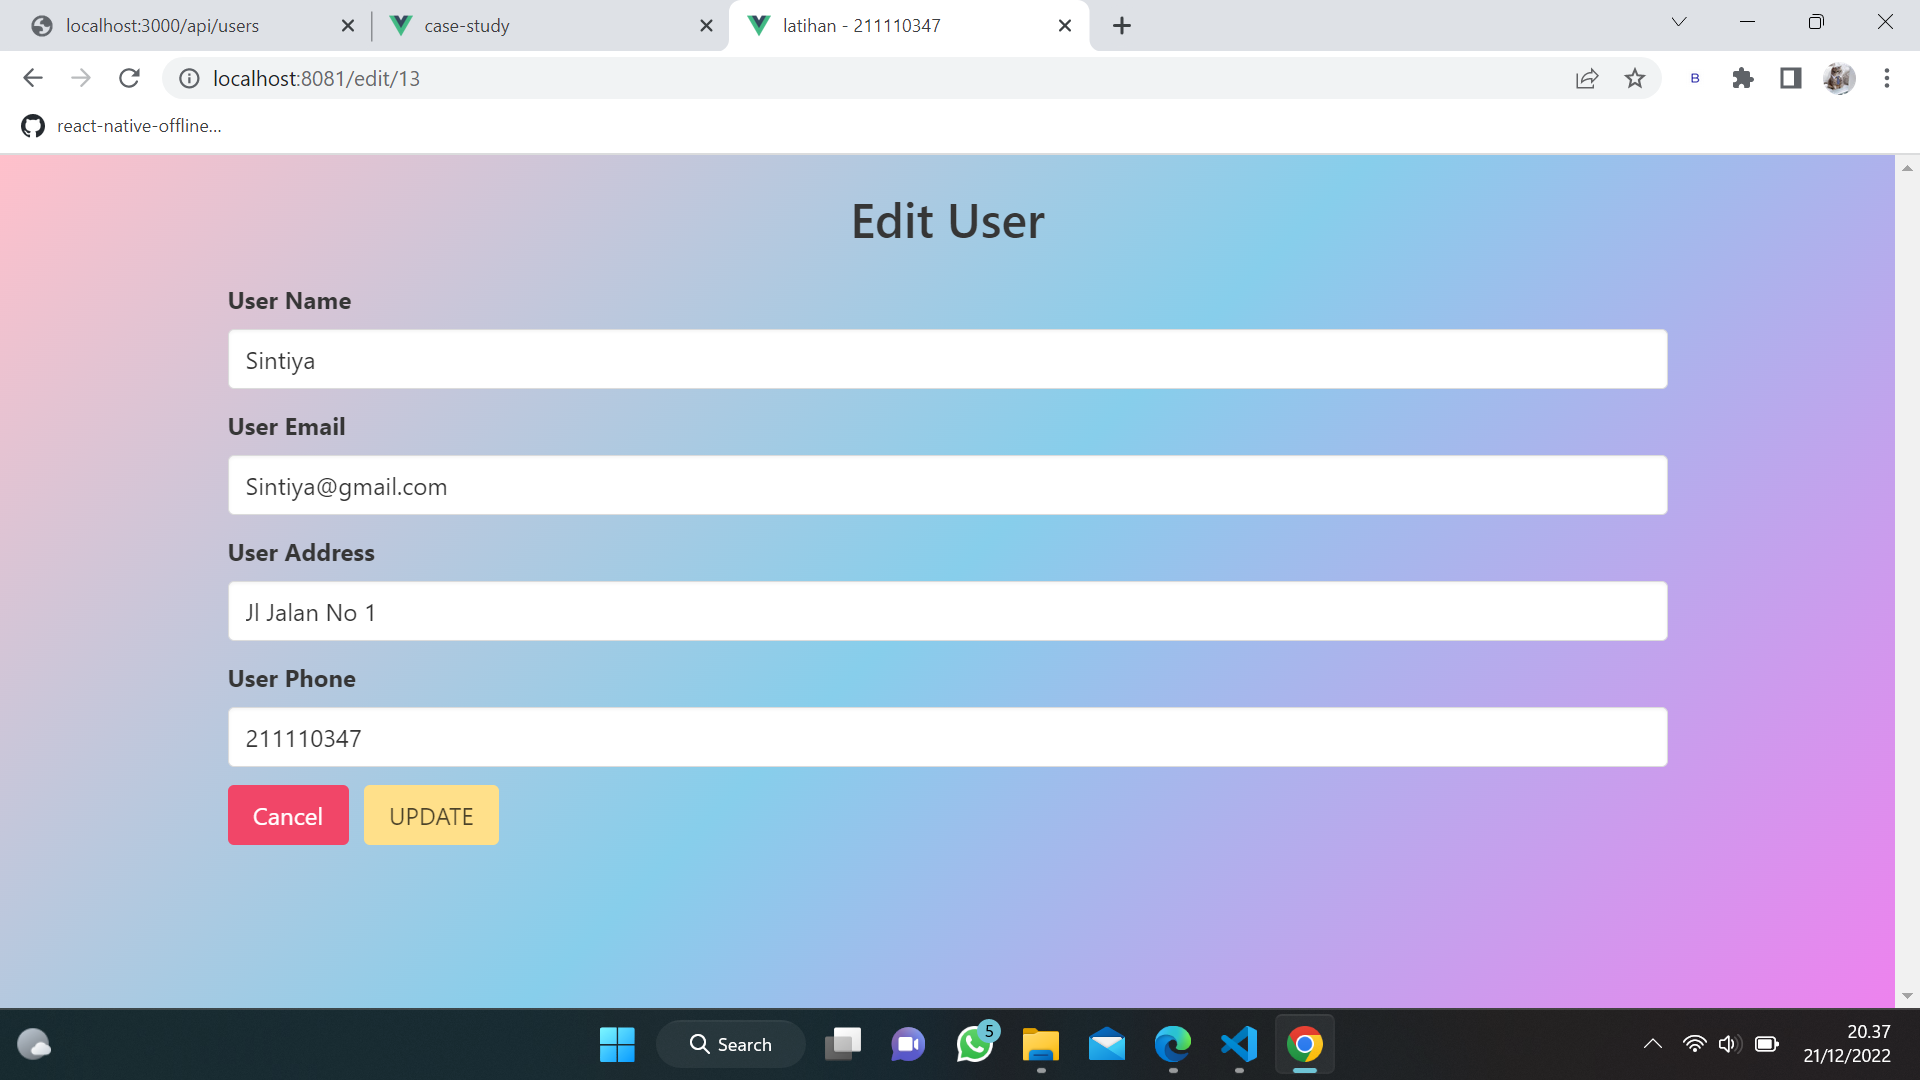 localhost:3000/api/users
case-study
latihan - 211110347
localhost:8081/edit/13
B
react-native-offline...
Edit User
User Name
Sintiya
User Email
Sintiya@gmail.com
User Address
Jl Jalan No 1
User Phone
211110347
Cancel
UPDATE
Search
5
20.37
21/12/2022